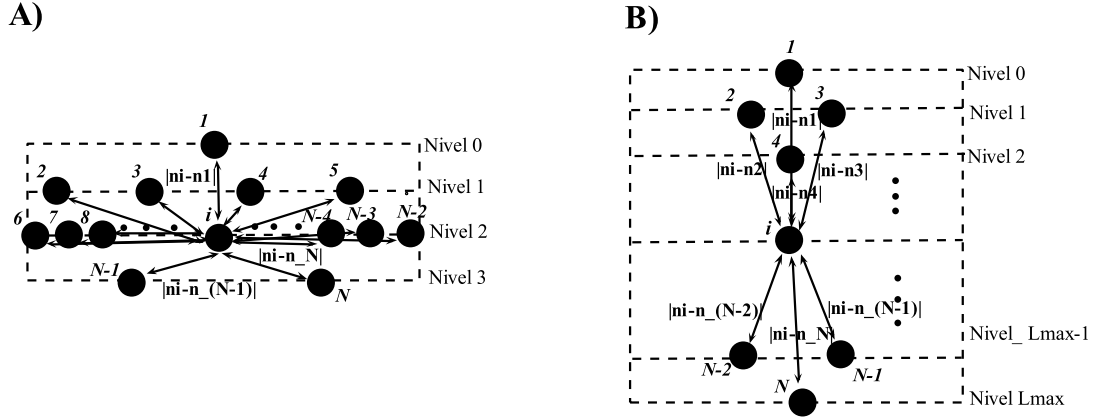 A)
1
Nivel 0
|ni-n1|
2
3
4
5
Nivel 1
6
7
8
i
N-4
N-3
N-2
Nivel 2
|ni-n_N|
N-1
Nivel 3
|ni-n_(N-1)|
N
B)
1
Nivel 0
2
3
Nivel 1
|ni-n1|
4
Nivel 2
|ni-n2|
|ni-n3|
|ni-n4|
i
|ni-n_(N-2)|
|ni-n_(N-1)|
|ni-n_N|
Nivel_ Lmax-1
N-2
N-1
N
Nivel Lmax